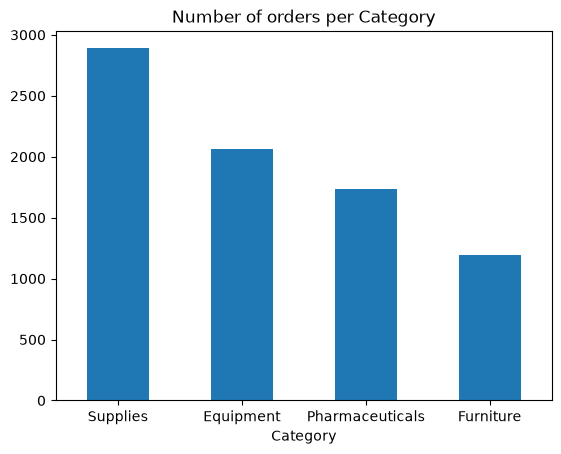 Number of orders per Category
3000
2500
2000
1500
1000
500
0
Supplies Equipment Pharmaceuticals Furniture
Category